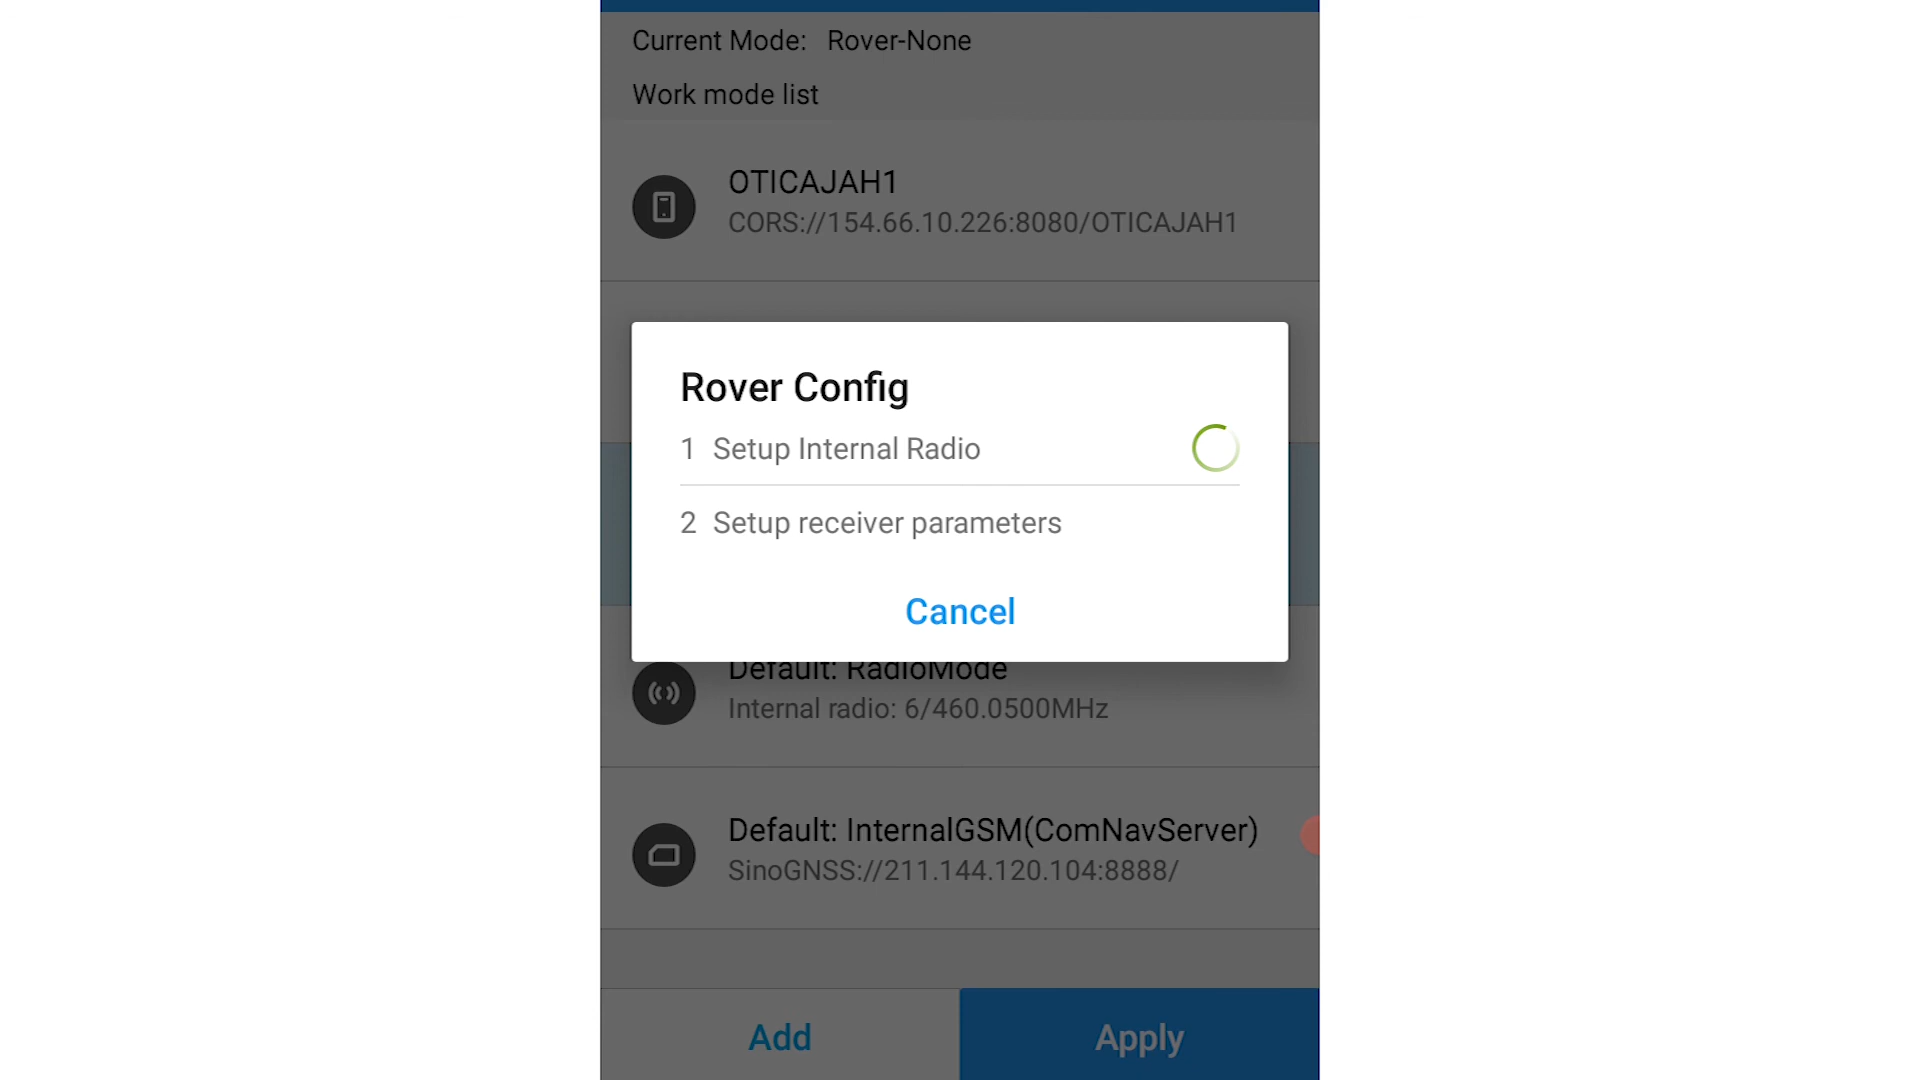 Current Mode: Rover-None
Work mode list
OTICAJAH1
CORS://154.66.10.226:8080/OTICAJAH1
Rover Config
1 Setup Internal Radio
2 Setup receiver parameters
Cancel
Default: RadioMode
Internal radio: 6/460.0500MHz
Default: InternalGSM(ComNavServer)
SinoGNSS://211.144.120.104:8888/
Add
Apply